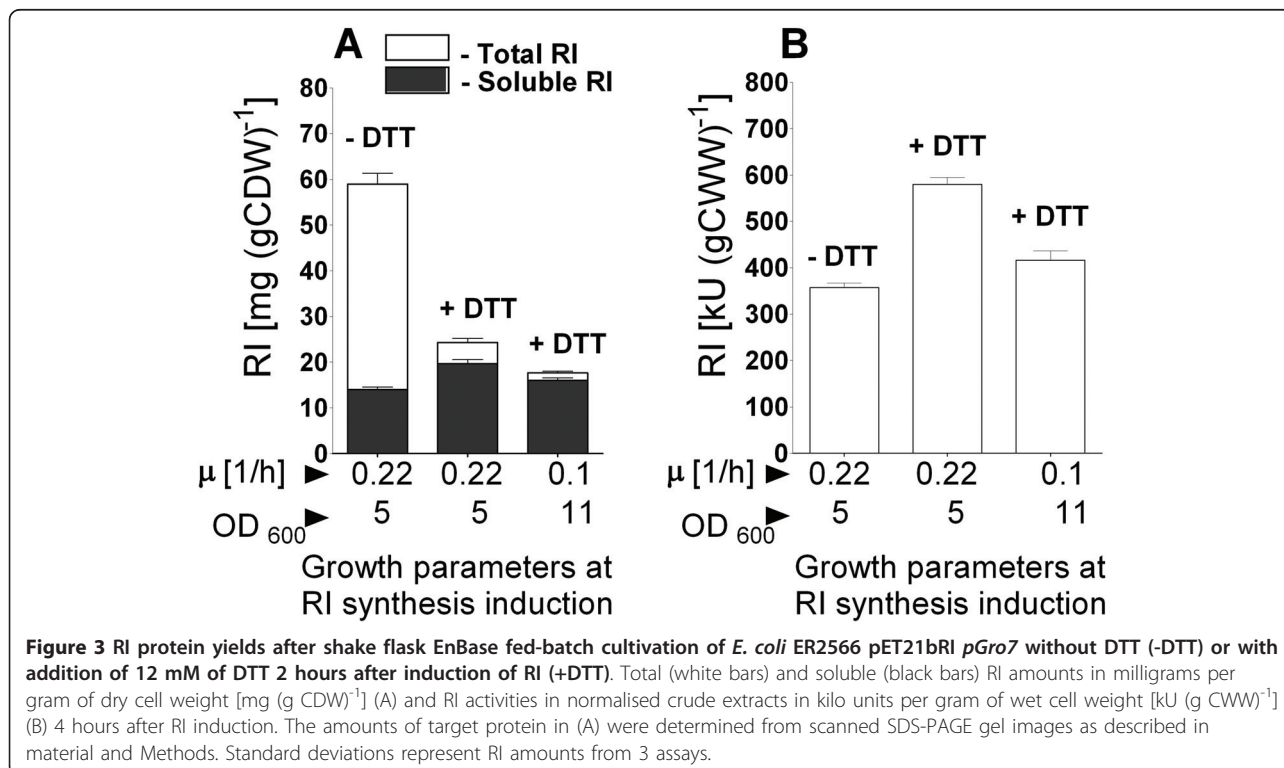 A
- Total RI
- Soluble RI
RI [mg (gCDW)⁻¹]
80
70
60
50
40
30
20
10
0
- DTT
+ DTT
+ DTT
μ [1/h] ► 0.22 0.22 0.1
OD 600 ► 5 5 11
Growth parameters at
RI synthesis induction
B
RI [kU (gCWW)⁻¹]
800
700
600
500
400
300
200
100
0
- DTT
+ DTT
+ DTT
μ [1/h] ► 0.22 0.22 0.1
OD 600 ► 5 5 11
Growth parameters at
RI synthesis induction
Figure 3 RI protein yields after shake flask EnBase fed-batch cultivation of E. coli ER2566 pET21bRI pGro7 without DTT (-DTT) or with
addition of 12 mM of DTT 2 hours after induction of RI (+DTT). Total (white bars) and soluble (black bars) RI amounts in milligrams per
gram of dry cell weight [mg (g CDW)⁻¹] (A) and RI activities in normalised crude extracts in kilo units per gram of wet cell weight [kU (g CWW)⁻¹]
(B) 4 hours after RI induction. The amounts of target protein in (A) were determined from scanned SDS-PAGE gel images as described in
material and Methods. Standard deviations represent RI amounts from 3 assays.